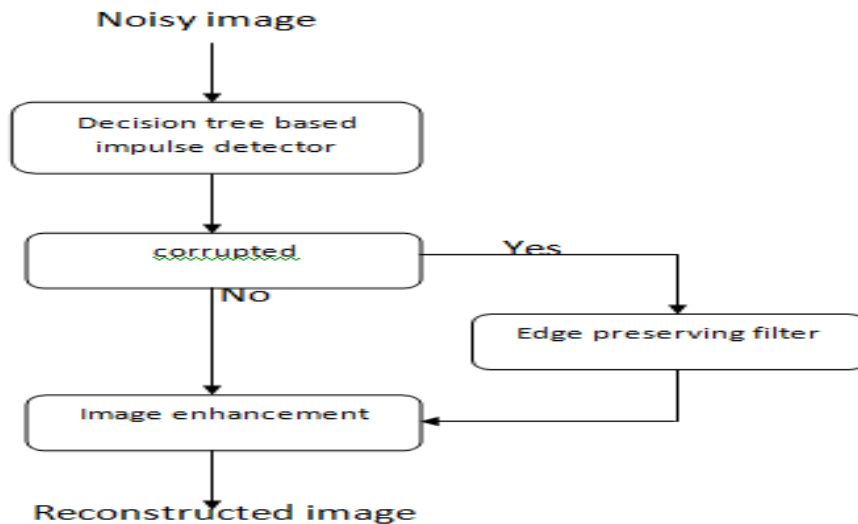 Noisy image
Decision tree based
impulse detector
corrupted
Yes
No
Edge preserving filter
Image enhancement
Reconstructed image